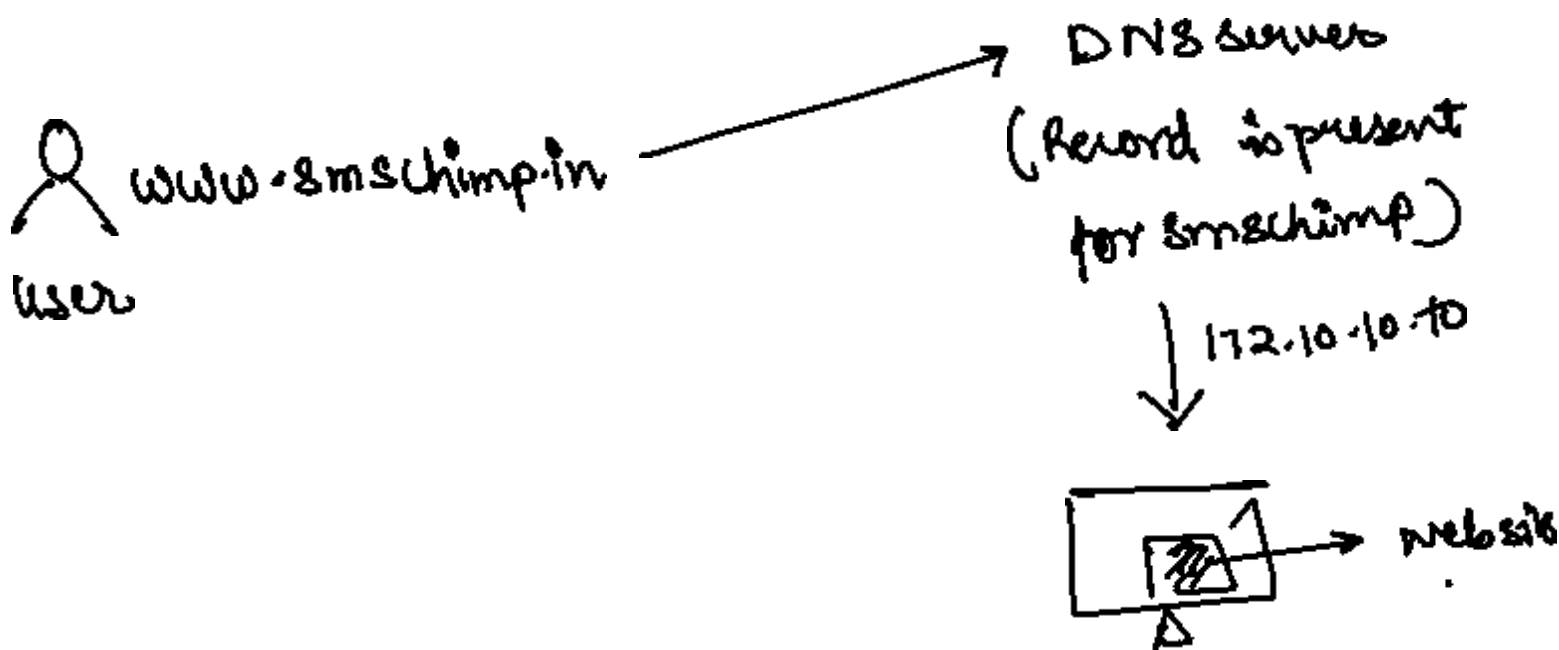 DNS server
(Record is present
for smschimp)
www.smschimp.in
user
172.10.10.10
website